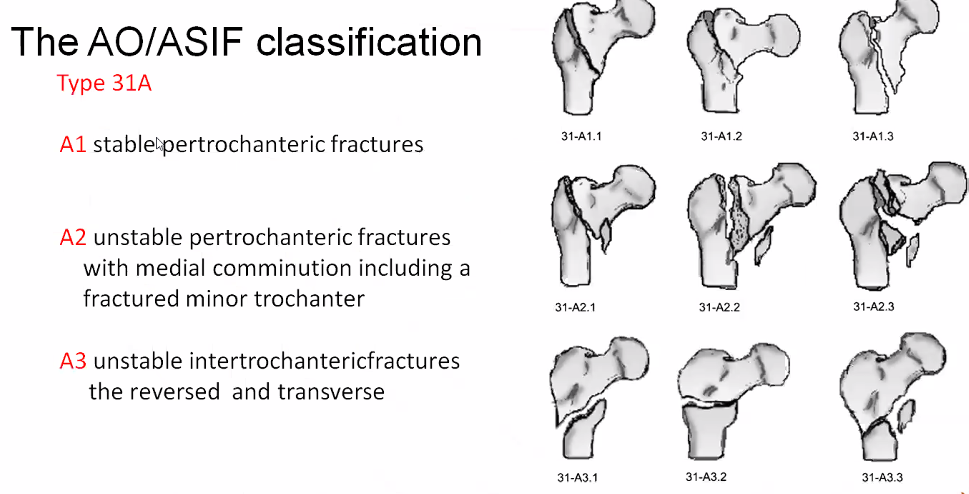 The AO/ASIF classification
Type 31A
A1 stable pertrochanteric fractures
A2 unstable pertrochanteric fractures
with medial comminution including a
fractured minor trochanter
A3 unstable intertrochantericfractures
the reversed and transverse
31-A1.1 31-A1.2 31-A1.3
31-A2.1 31-A2.2 31-A2.3
31-A3.1 31-A3.2 31-A3.3